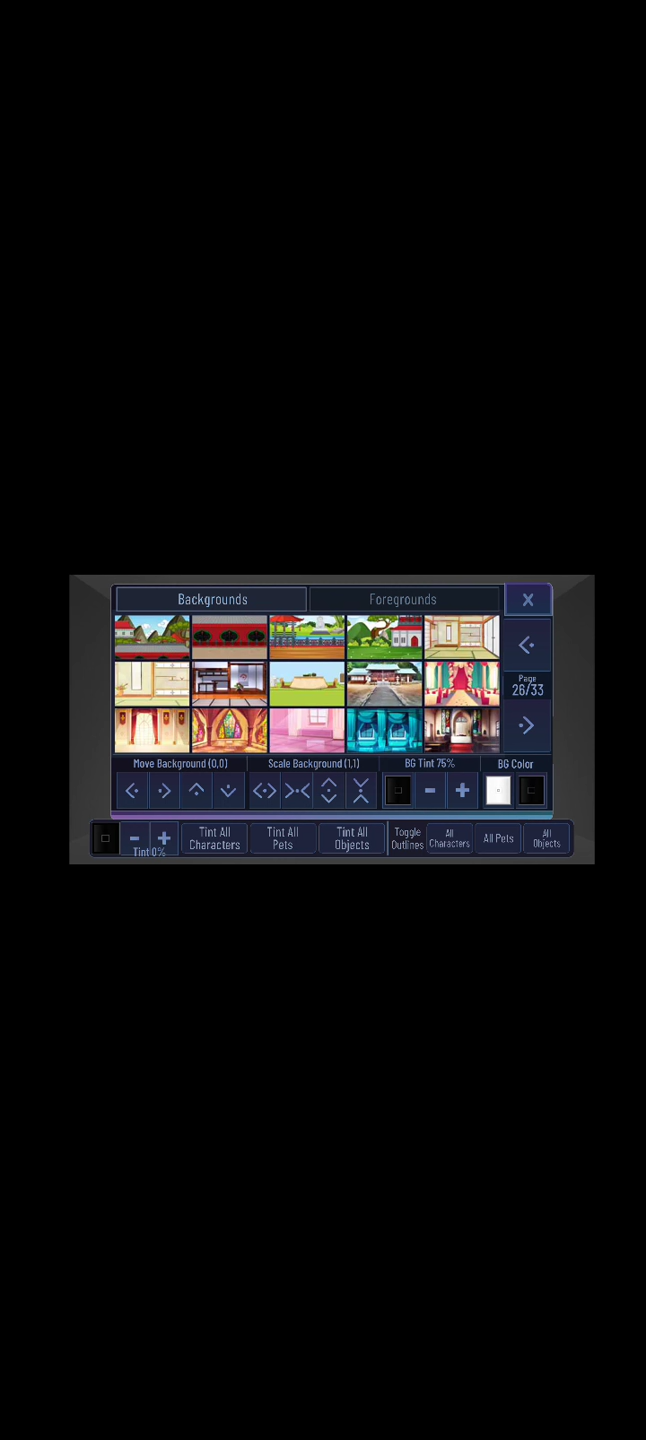 Backgrounds
Foregrounds
X
Page
26/33
Move Background (0,0)
Scale Background (1,1)
BG Tint 75%
BG Color
Tint 0%
Tint All
Characters
Tint All
Pets
Tint All
Objects
Toggle
Outlines
All
Characters
All Pets
All
Objects